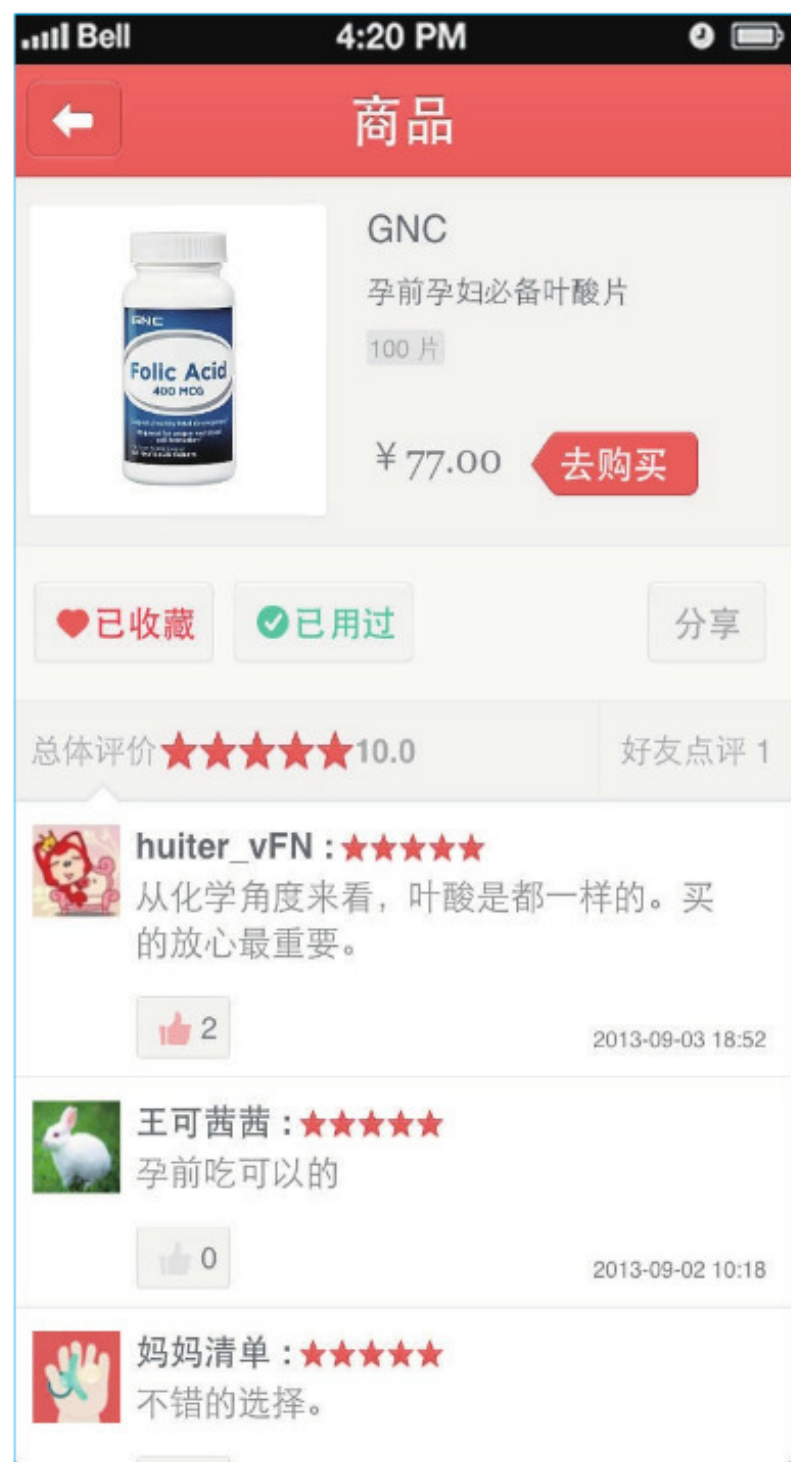 Bell 4:20 PM
商品
GNC
孕前孕妇必备叶酸片
100 片
¥77.00 去购买
GNC
Folic Acid
400 MCG
已收藏 已用过 分享
总体评价 10.0 好友点评 1
huiter_vFN :
从化学角度来看，叶酸是都一样的。买
的放心最重要。
2
2013-09-03 18:52
王可茜茜 :
孕前吃可以的
0
2013-09-02 10:18
妈妈清单 :
不错的选择。